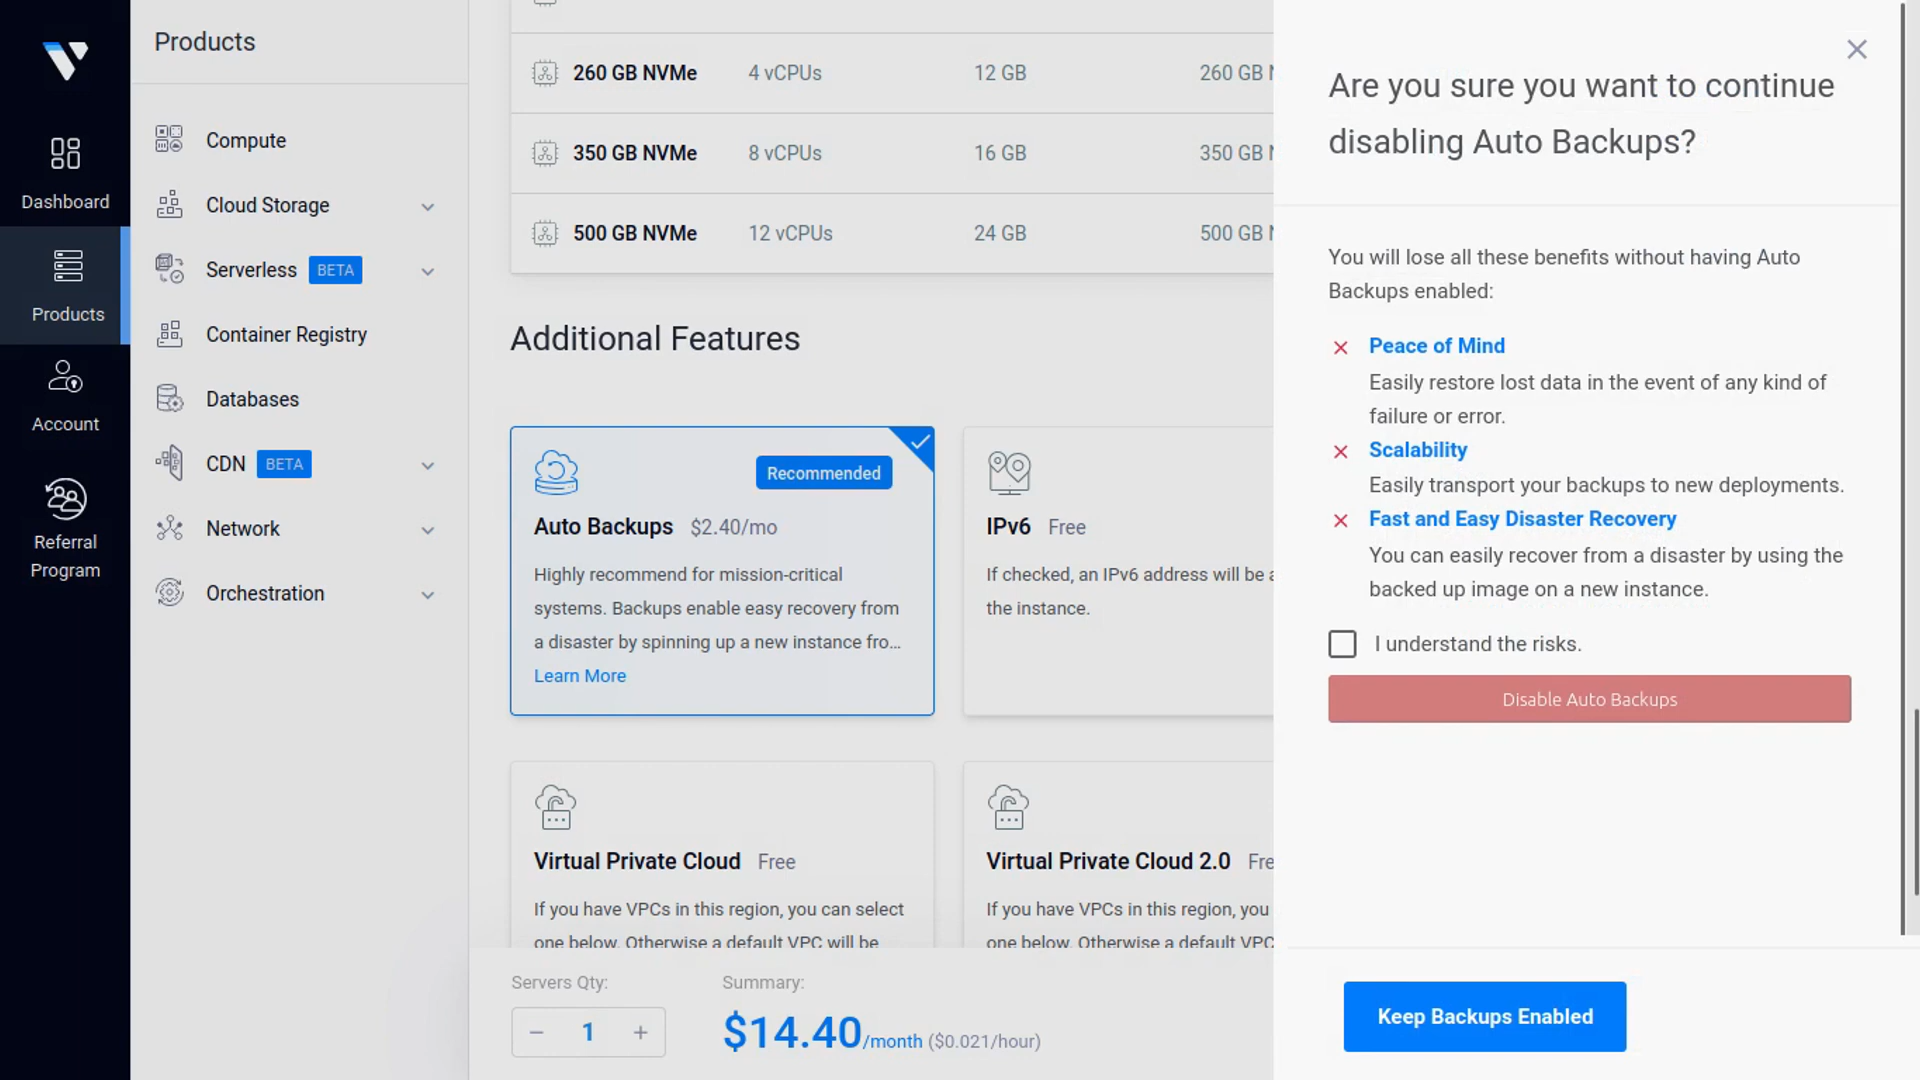 Dashboard
Products
Account
Referral
Program
Products
Compute
Cloud Storage
Serverless BETA
Container Registry
Databases
CDN BETA
Network
Orchestration
260 GB NVMe 4 vCPUs 12 GB 260 GB
350 GB NVMe 8 vCPUs 16 GB 350 GB
500 GB NVMe 12 vCPUs 24 GB 500 GB
Additional Features
Recommended
Auto Backups $2.40/mo
Highly recommend for mission-critical
systems. Backups enable easy recovery from
a disaster by spinning up a new instance fro...
Learn More
IPv6 Free
If checked, an IPv6 address will be
the instance.
Virtual Private Cloud Free
If you have VPCs in this region, you can select
one below. Otherwise a default VPC will be
Virtual Private Cloud 2.0 Fre
If you have VPCs in this region, you
one below. Otherwise a default VPC
Servers Qty:
− 1 +
Summary:
$14.40/month ($0.021/hour)
Are you sure you want to continue
disabling Auto Backups?
You will lose all these benefits without having Auto
Backups enabled:
Peace of Mind
Easily restore lost data in the event of any kind of
failure or error.
Scalability
Easily transport your backups to new deployments.
Fast and Easy Disaster Recovery
You can easily recover from a disaster by using the
backed up image on a new instance.
I understand the risks.
Disable Auto Backups
Keep Backups Enabled